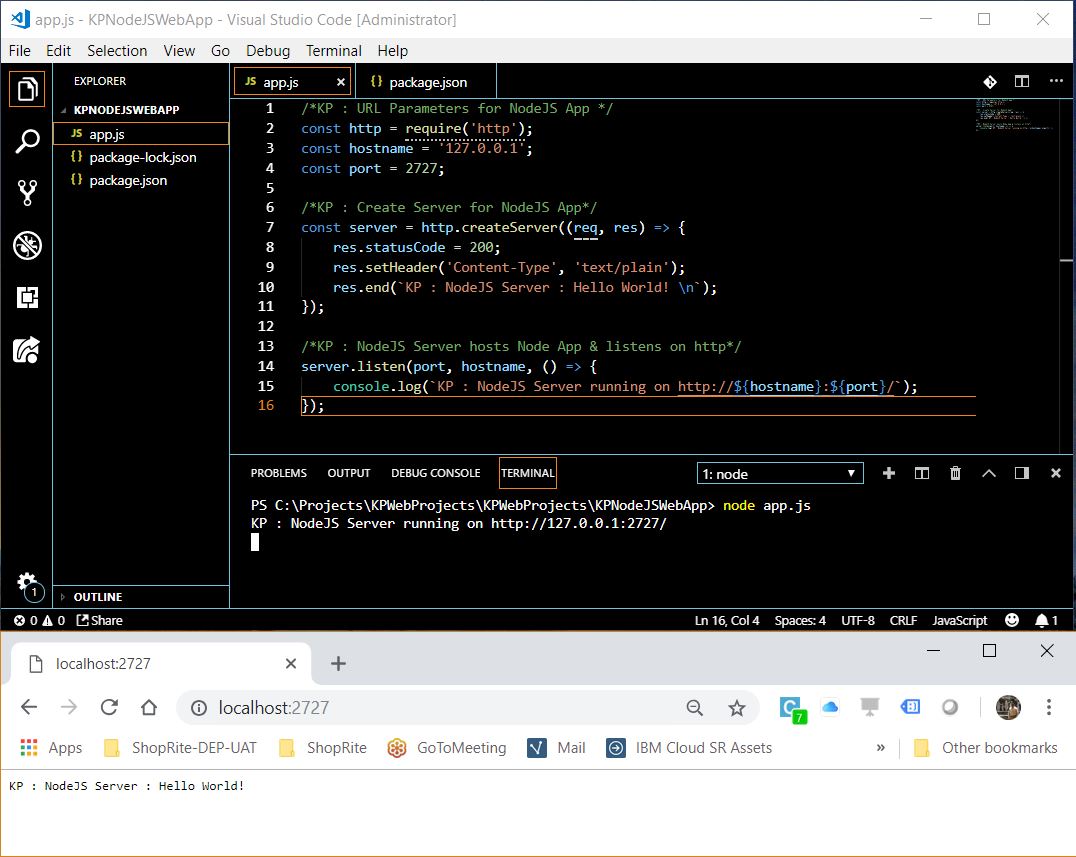 app.js - KPNodeJSWebApp - Visual Studio Code [Administrator]
File Edit Selection View Go Debug Terminal Help
EXPLORER
KPNODEJSWEBAPP
JS app.js
{} package-lock.json
{} package.json
OUTLINE
1
JS app.js × {} package.json
1 /*KP : URL Parameters for NodeJS App */
2 const http = require('http');
3 const hostname = '127.0.0.1';
4 const port = 2727;
5
6 /*KP : Create Server for NodeJS App*/
7 const server = http.createServer((req, res) => {
8 res.statusCode = 200;
9 res.setHeader('Content-Type', 'text/plain');
10 res.end(`KP : NodeJS Server : Hello World! \n`);
11 });
12
13 /*KP : NodeJS Server hosts Node App & listens on http*/
14 server.listen(port, hostname, () => {
15 console.log(`KP : NodeJS Server running on http://${hostname}:${port}/`);
16 });
PROBLEMS OUTPUT DEBUG CONSOLE TERMINAL 1: node
PS C:\Projects\KPWebProjects\KPWebProjects\KPNodeJSWebApp> node app.js
KP : NodeJS Server running on http://127.0.0.1:2727/
0 0 Share Ln 16, Col 4 Spaces: 4 UTF-8 CRLF JavaScript 1
localhost:2727
localhost:2727
C 7
Apps ShopRite-DEP-UAT ShopRite GoToMeeting Mail IBM Cloud SR Assets » Other bookmarks
KP : NodeJS Server : Hello World!